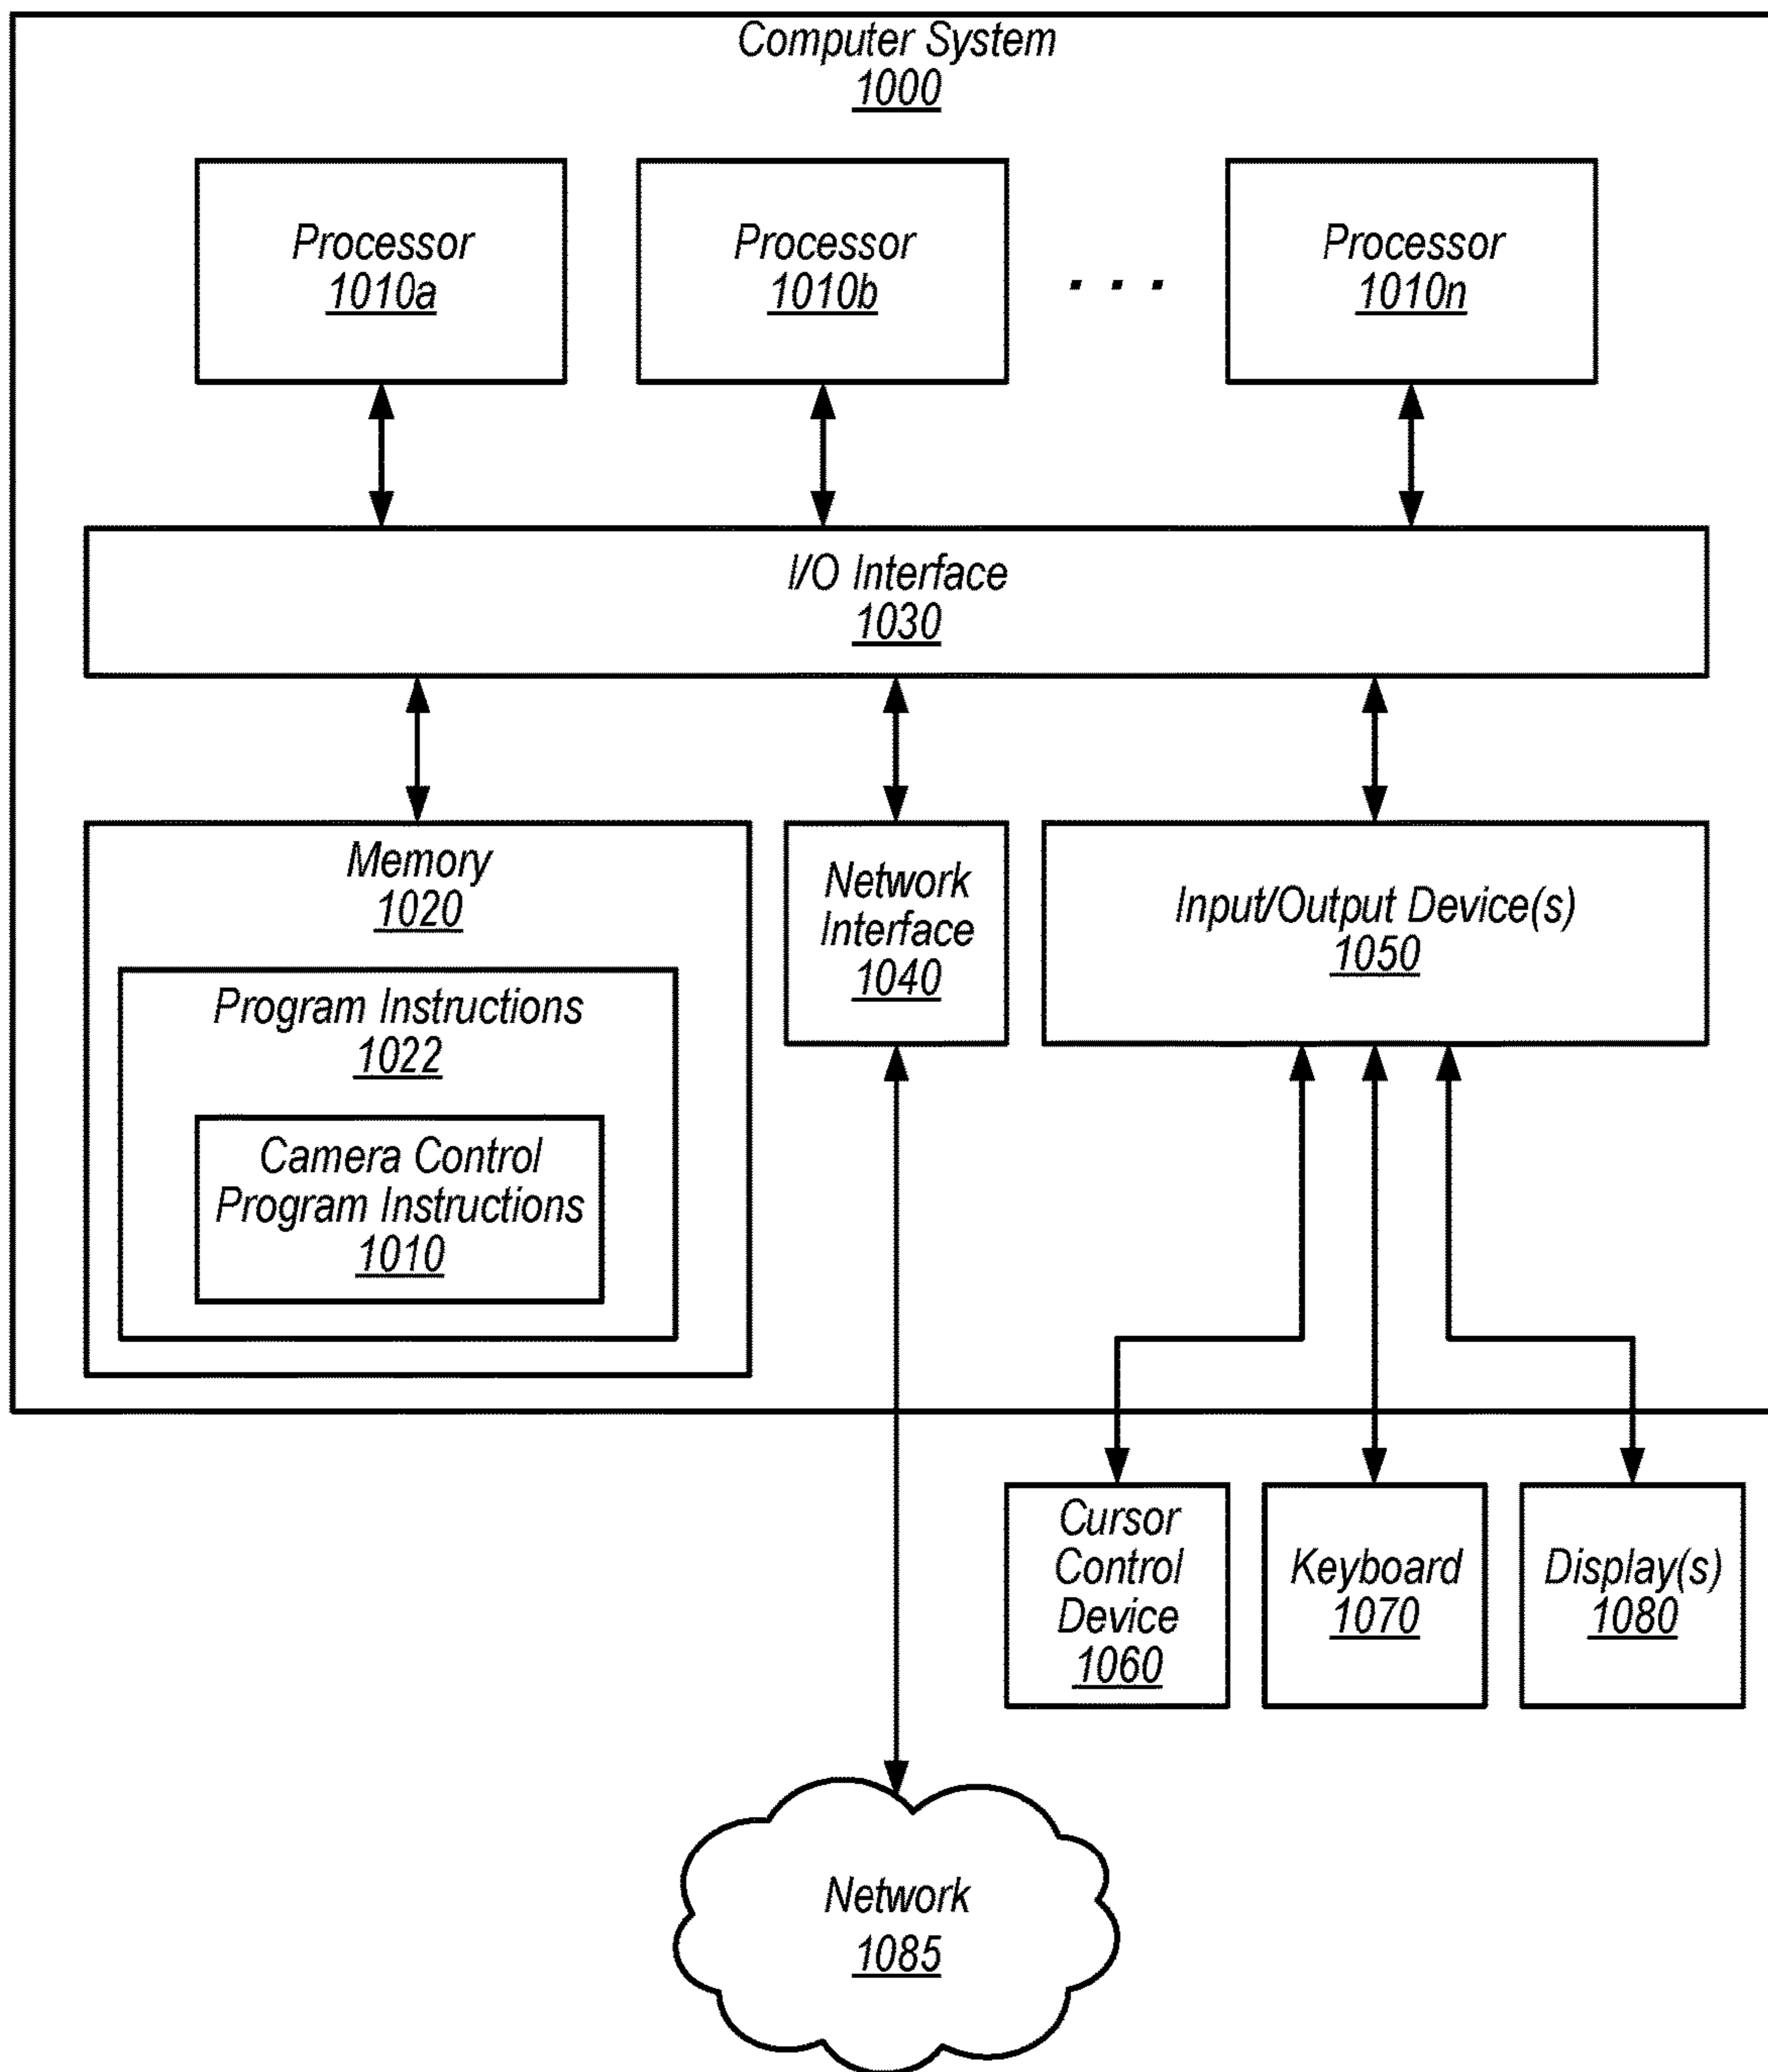 Computer System
1000
Processor
1010a
Processor
1010b
. . .
Processor
1010n
I/O Interface
1030
Memory
1020
Program Instructions
1022
Camera Control
Program Instructions
1010
Network
Interface
1040
Input/Output Device(s)
1050
Cursor
Control
Device
1060
Keyboard
1070
Display(s)
1080
Network
1085